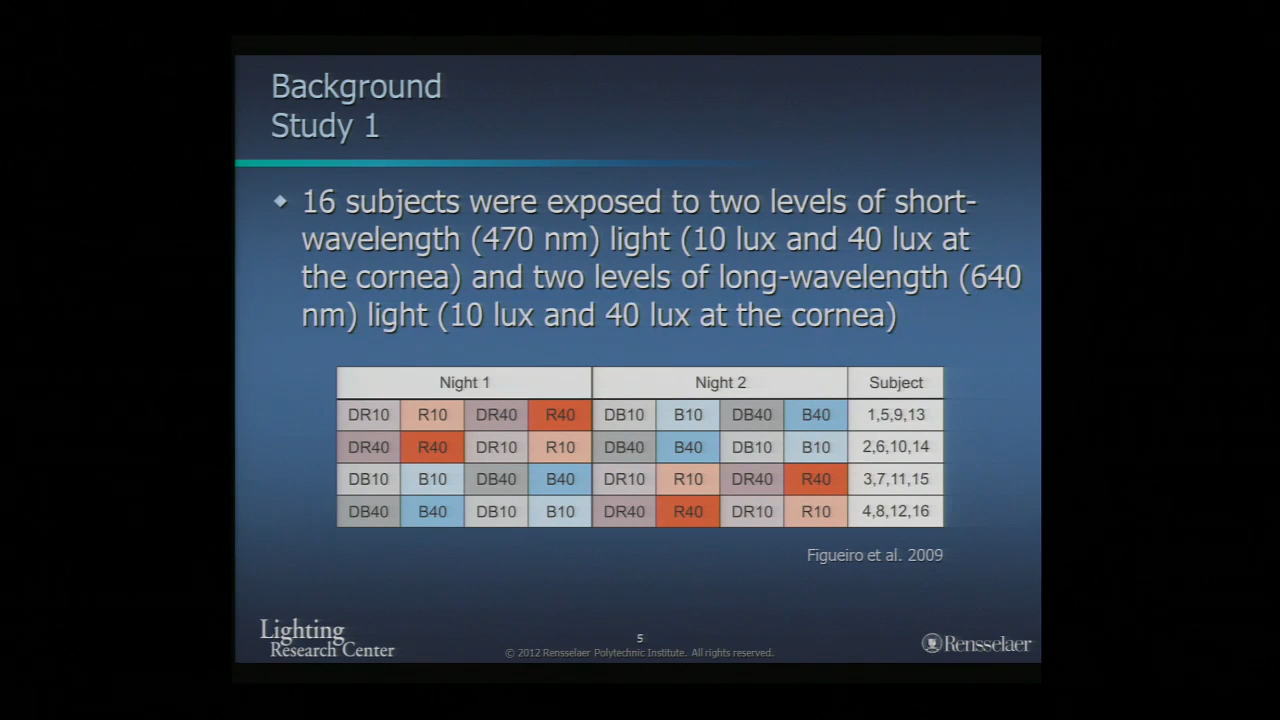 Background
Study 1
16 subjects were exposed to two levels of short-
wavelength (470 nm) light (10 lux and 40 lux at
the cornea) and two levels of long-wavelength (640
nm) light (10 lux and 40 lux at the cornea)
Night 1 Night 2 Subject
DR10 R10 DR40 R40 DB10 B10 DB40 B40 1,5,9,13
DR40 R40 DR10 R10 DB40 B40 DB10 B10 2,6,10,14
DB10 B10 DB40 B40 DR10 R10 DR40 R40 3,7,11,15
DB40 B40 DB10 B10 DR40 R40 DR10 R10 4,8,12,16
Figueiro et al. 2009
Lighting
Research Center
5
© 2012 Rensselaer Polytechnic Institute. All rights reserved.
Rensselaer